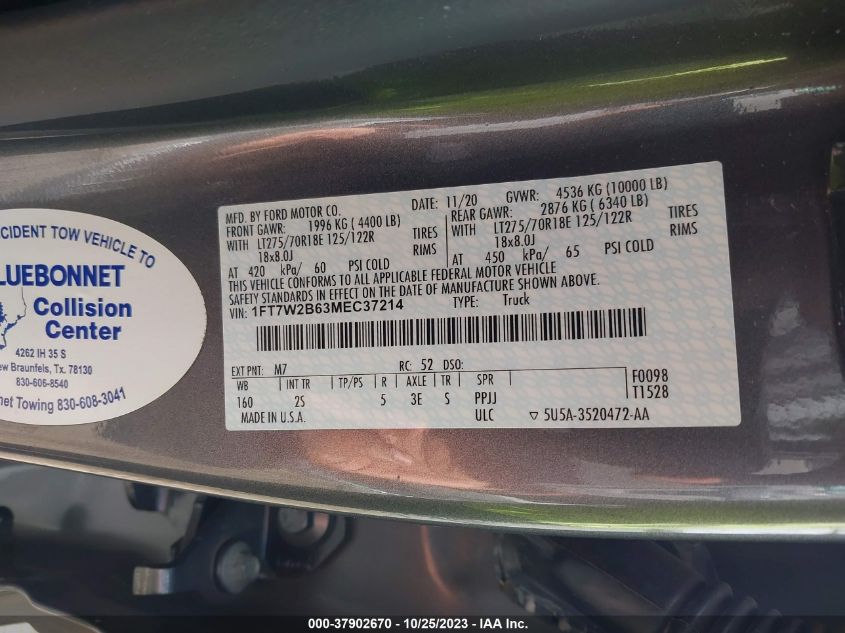 CIDENT TOW VEHICLE TO
LUEBONNET
Collision
Center
4262 IH 35 S
ew Braunfels, Tx. 78130
830-606-8540
net Towing 830-608-3041
MFD. BY FORD MOTOR CO.
DATE: 11/20 GVWR: 4536 KG (10000 LB)
FRONT GAWR: 1996 KG ( 4400 LB)
REAR GAWR: 2876 KG ( 6340 LB)
WITH LT275/70R18E 125/122R TIRES
WITH LT275/70R18E 125/122R TIRES
18x8.0J RIMS
18x8.0J RIMS
AT 420 kPa/ 60 PSI COLD
AT 450 kPa/ 65 PSI COLD
THIS VEHICLE CONFORMS TO ALL APPLICABLE FEDERAL MOTOR VEHICLE
SAFETY STANDARDS IN EFFECT ON THE DATE OF MANUFACTURE SHOWN ABOVE.
VIN: 1FT7W2B63MEC37214 TYPE: Truck
EXT PNT: M7 RC: 52 DSO:
WB INT TR TP/PS R AXLE TR SPR F0098
160 2S 5 3E S PPJJ T1528
MADE IN U.S.A. ULC ▽ 5U5A-3520472-AA
000-37902670 - 10/25/2023 - IAA Inc.